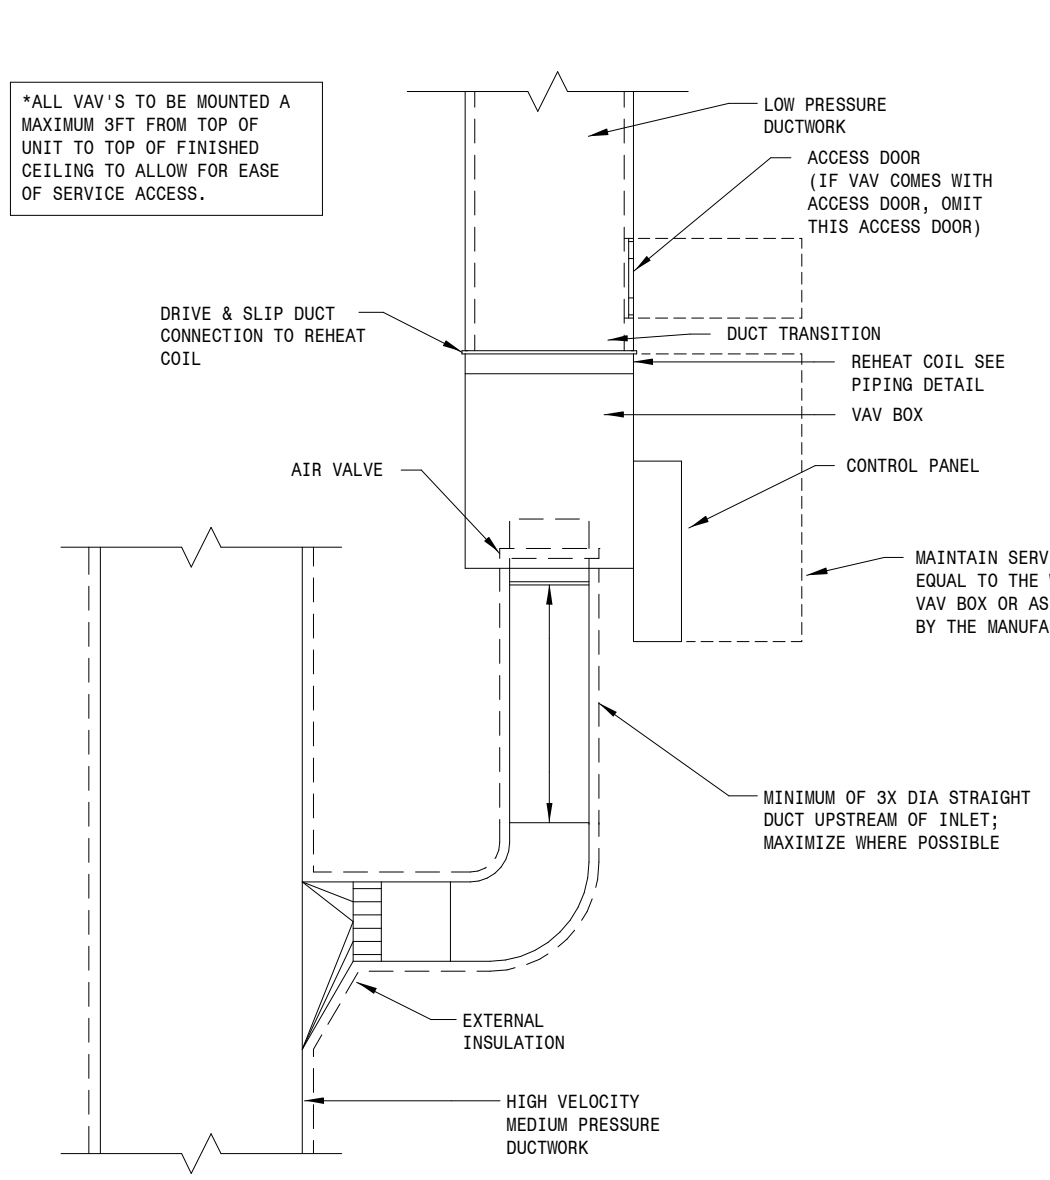 *ALL VAV'S TO BE MOUNTED A
MAXIMUM 3FT FROM TOP OF
UNIT TO TOP OF FINISHED
CEILING TO ALLOW FOR EASE
OF SERVICE ACCESS.
LOW PRESSURE
DUCTWORK
ACCESS DOOR
(IF VAV COMES WITH
ACCESS DOOR, OMIT
THIS ACCESS DOOR)
DRIVE & SLIP DUCT
CONNECTION TO REHEAT
COIL
DUCT TRANSITION
REHEAT COIL SEE
PIPING DETAIL
VAV BOX
AIR VALVE
CONTROL PANEL
MAINTAIN SERV
EQUAL TO THE
VAV BOX OR AS
BY THE MANUFA
MINIMUM OF 3X DIA STRAIGHT
DUCT UPSTREAM OF INLET;
MAXIMIZE WHERE POSSIBLE
EXTERNAL
INSULATION
HIGH VELOCITY
MEDIUM PRESSURE
DUCTWORK